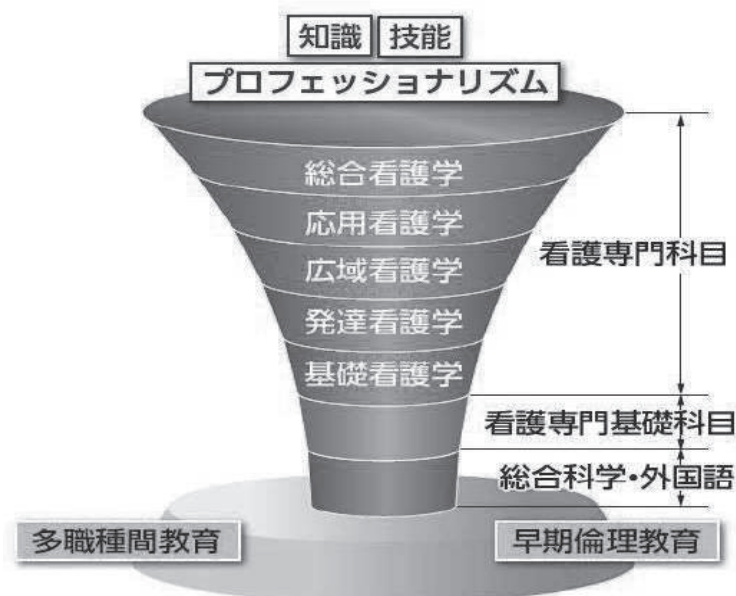 知識 技能
プロフェッショナリズム
総合看護学
応用看護学
広域看護学
看護専門科目
発達看護学
基礎看護学
看護専門基礎科目
総合科学・外国語
多職種間教育 早期倫理教育